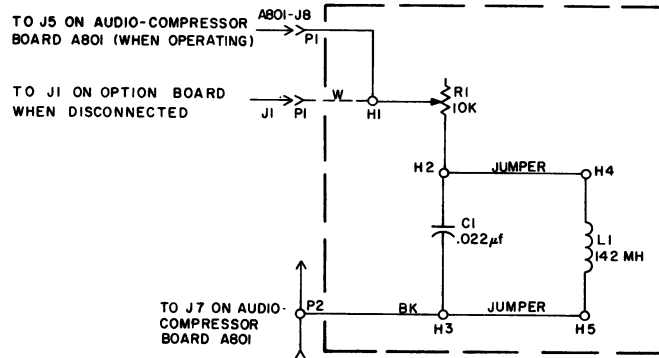 TO J5 ON AUDIO-COMPRESSOR
BOARD A801 (WHEN OPERATING)
A801-J8
P1
TO J1 ON OPTION BOARD
WHEN DISCONNECTED
J1
P1
W
H1
R1
10K
H2
JUMPER
H4
C1
.022µf
L1
142 MH
TO J7 ON AUDIO-
COMPRESSOR
BOARD A801
P2
BK
H3
JUMPER
H5